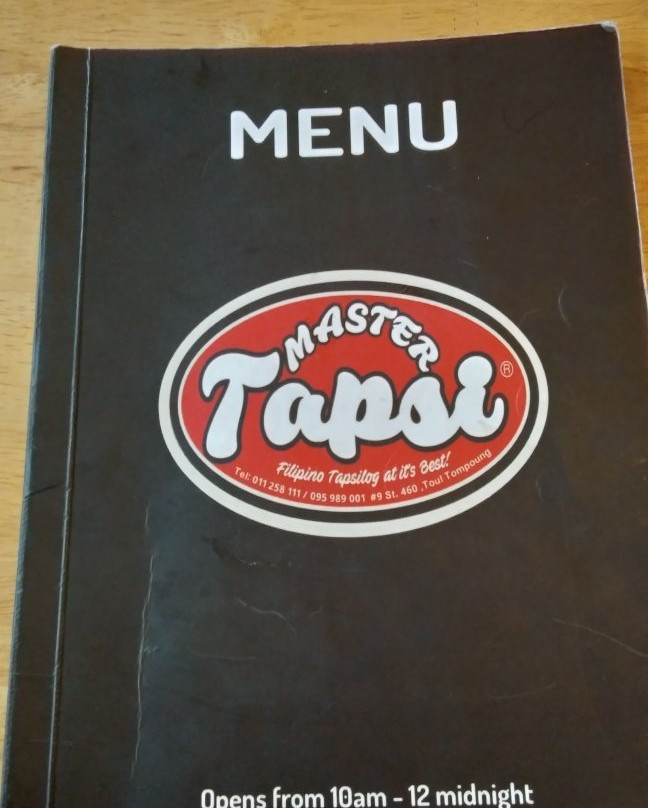 MENU
MASTER
Tapsi ®
Filipino Tapsilog at it's Best!
Tel: 011 258 111 / 095 989 001 #9 St. 460 ,Toul Tompoung
Opens from 10am - 12 midnight